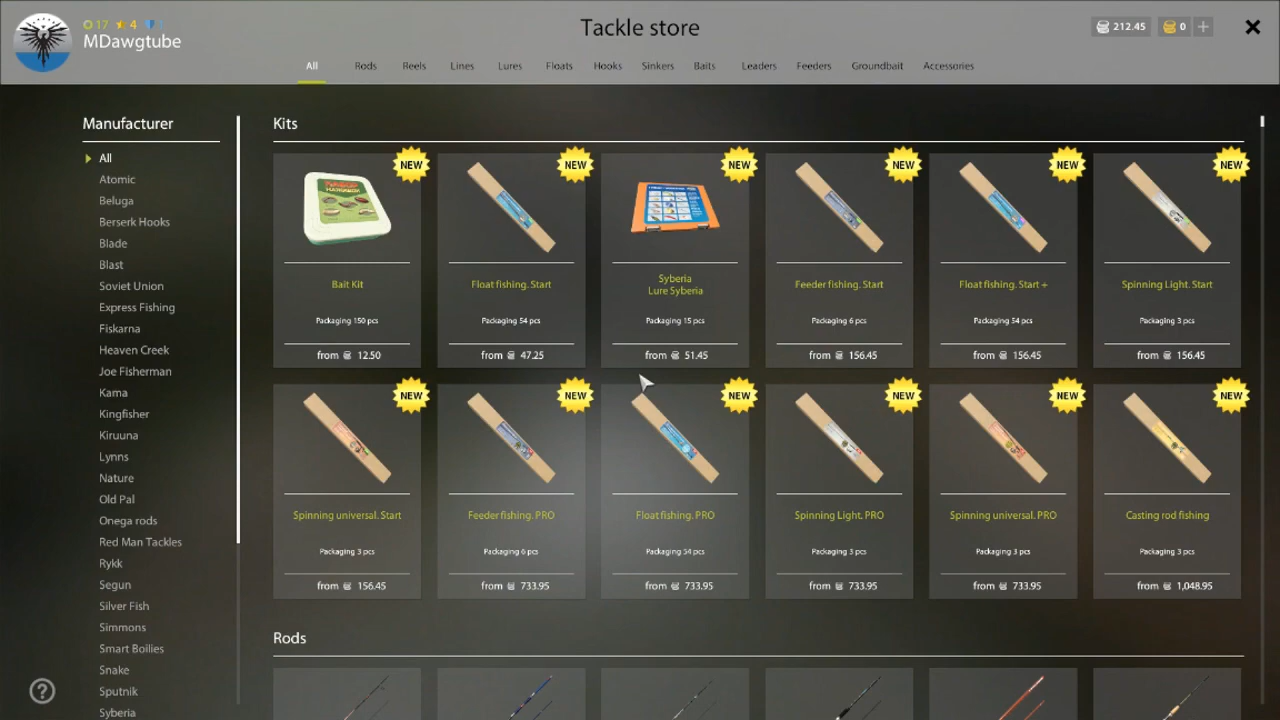 17 4 1
MDawgtube
Tackle store
212.45
0
All Rods Reels Lines Lures Floats Hooks Sinkers Baits Leaders Feeders Groundbait Accessories
Manufacturer
All
Atomic
Beluga
Berserk Hooks
Blade
Blast
Soviet Union
Express Fishing
Fiskarna
Heaven Creek
Joe Fisherman
Kama
Kingfisher
Kiruuna
Lynns
Nature
Old Pal
Onega rods
Red Man Tackles
Rykk
Segun
Silver Fish
Simmons
Smart Boilies
Snake
Sputnik
Syberia
Kits
NEW
Bait Kit
Packaging 150 pcs
from 12.50
NEW
Float fishing. Start
Packaging 54 pcs
from 47.25
NEW
Syberia
Lure Syberia
Packaging 15 pcs
from 51.45
NEW
Feeder fishing. Start
Packaging 6 pcs
from 156.45
NEW
Float fishing. Start +
Packaging 54 pcs
from 156.45
NEW
Spinning Light. Start
Packaging 3 pcs
from 156.45
NEW
Spinning universal. Start
Packaging 3 pcs
from 156.45
NEW
Feeder fishing. PRO
Packaging 6 pcs
from 733.95
NEW
Float fishing. PRO
Packaging 34 pcs
from 733.95
NEW
Spinning Light. PRO
Packaging 3 pcs
from 733.95
NEW
Spinning universal. PRO
Packaging 3 pcs
from 733.95
NEW
Casting rod fishing
Packaging 3 pcs
from 1,048.95
Rods
?